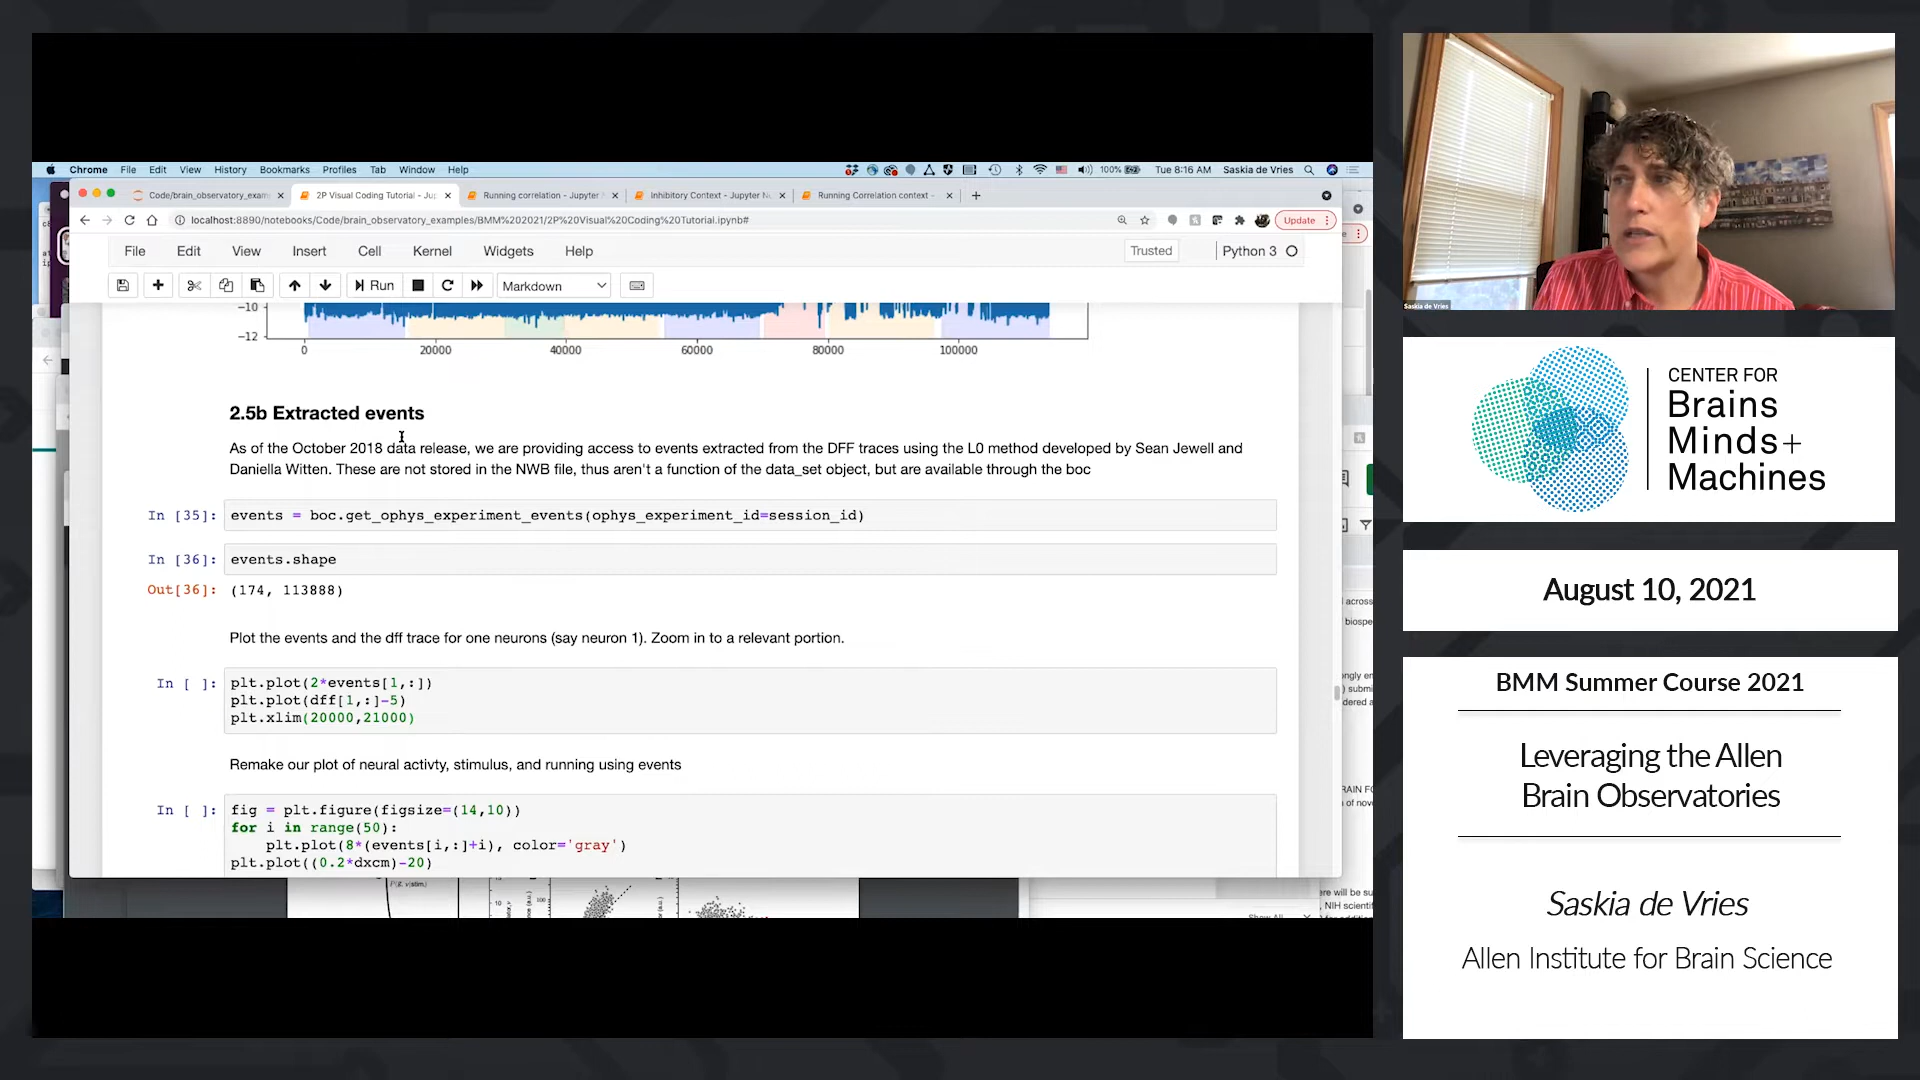 Chrome File Edit View History Bookmarks Profiles Tab Window Help
100% Tue 8:16 AM Saskia de Vries
Code/brain_observatory_exam
2P Visual Coding Tutorial - Ju
Running correlation - Jupyter
Inhibitory Context - Jupyter N
Running Correlation context -
localhost:8890/notebooks/Code/brain_observatory_examples/BMM%202021/2P%20Visual%20Coding%20Tutorial.ipynb#
Update
File Edit View Insert Cell Kernel Widgets Help
Trusted
Python 3
Run
Markdown
−10
−12
0 20000 40000 60000 80000 100000
2.5b Extracted events
As of the October 2018 data release, we are providing access to events extracted from the DFF traces using the L0 method developed by Sean Jewell and
Daniella Witten. These are not stored in the NWB file, thus aren't a function of the data_set object, but are available through the boc
In [35]: events = boc.get_ophys_experiment_events(ophys_experiment_id=session_id)
In [36]: events.shape
Out[36]: (174, 113888)
Plot the events and the dff trace for one neurons (say neuron 1). Zoom in to a relevant portion.
In [ ]: plt.plot(2*events[1,:])
plt.plot(dff[1,:]-5)
plt.xlim(20000,21000)
Remake our plot of neural activty, stimulus, and running using events
In [ ]: fig = plt.figure(figsize=(14,10))
for i in range(50):
plt.plot(8*(events[i,:]+i), color='gray')
plt.plot((0.2*dxcm)-20)
Saskia de Vries
CENTER FOR
Brains
Minds+
Machines
August 10, 2021
BMM Summer Course 2021
Leveraging the Allen
Brain Observatories
Saskia de Vries
Allen Institute for Brain Science